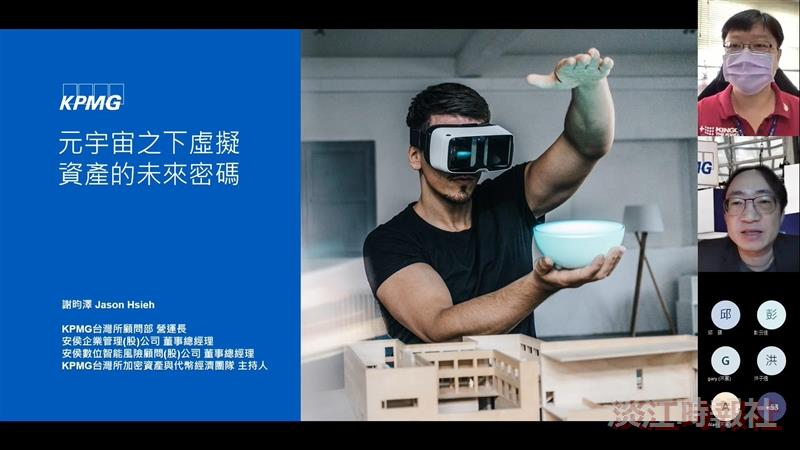 KPMG
元宇宙之下虛擬
資產的未來密碼
謝昀澤 Jason Hsieh
KPMG台灣所顧問部 營運長
安侯企業管理(股)公司 董事總經理
安侯數位智能風險顧問(股)公司 董事總經理
KPMG台灣所加密資產與代幣經濟團隊 主持人
邱
彭
G
洪
A
+53
淡江時報社